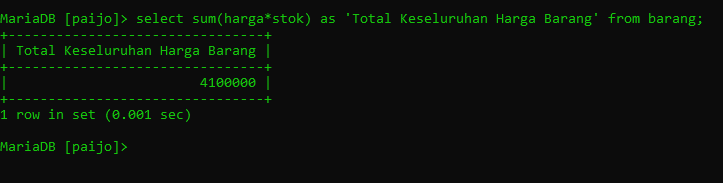 MariaDB [paijo]> select sum(harga*stok) as 'Total Keseluruhan Harga Barang' from barang;
+--------------------------------+
| Total Keseluruhan Harga Barang |
+--------------------------------+
|                        4100000 |
+--------------------------------+
1 row in set (0.001 sec)
MariaDB [paijo]>